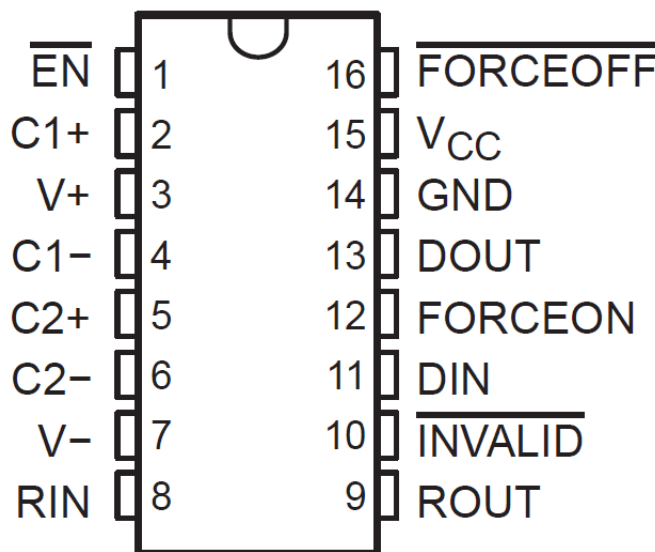 EN 1 16 FORCEOFF
C1+ 2 15 VCC
V+ 3 14 GND
C1− 4 13 DOUT
C2+ 5 12 FORCEON
C2− 6 11 DIN
V− 7 10 INVALID
RIN 8 9 ROUT